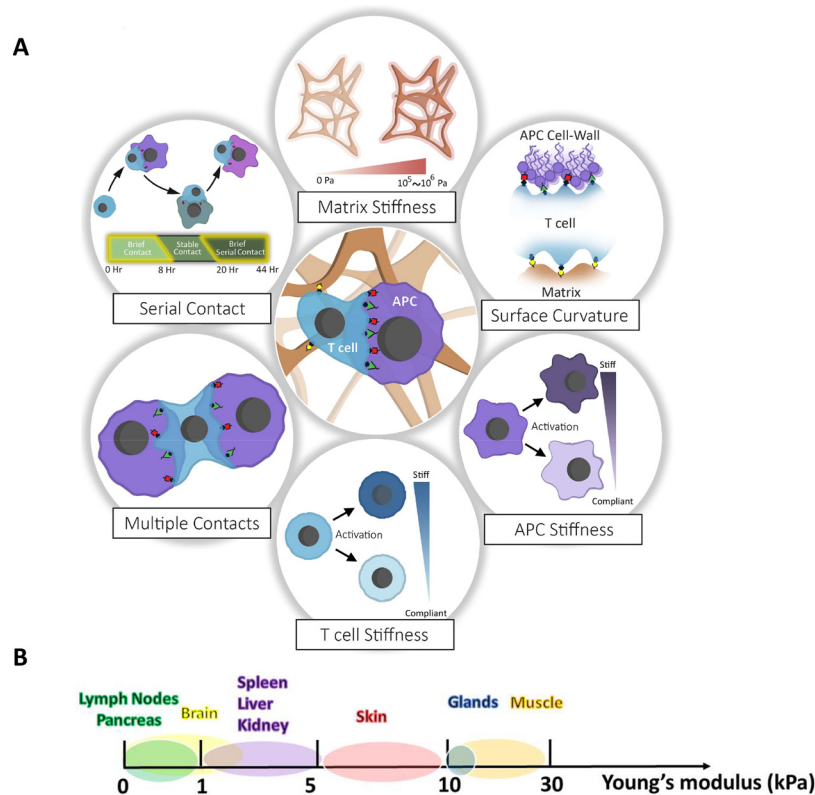 A
0 Pa
10⁵~10⁶ Pa
Matrix Stiffness
Brief Contact
Stable Contact
Brief Serial Contact
0 Hr
8 Hr
20 Hr
44 Hr
Serial Contact
APC Cell-Wall
T cell
Matrix
Surface Curvature
APC
T cell
Multiple Contacts
Stiff
Activation
Compliant
APC Stiffness
Stiff
Activation
Compliant
T cell Stiffness
B
Lymph Nodes
Pancreas
Brain
Spleen
Liver
Kidney
Skin
Glands
Muscle
0
1
5
10
30
Young's modulus (kPa)